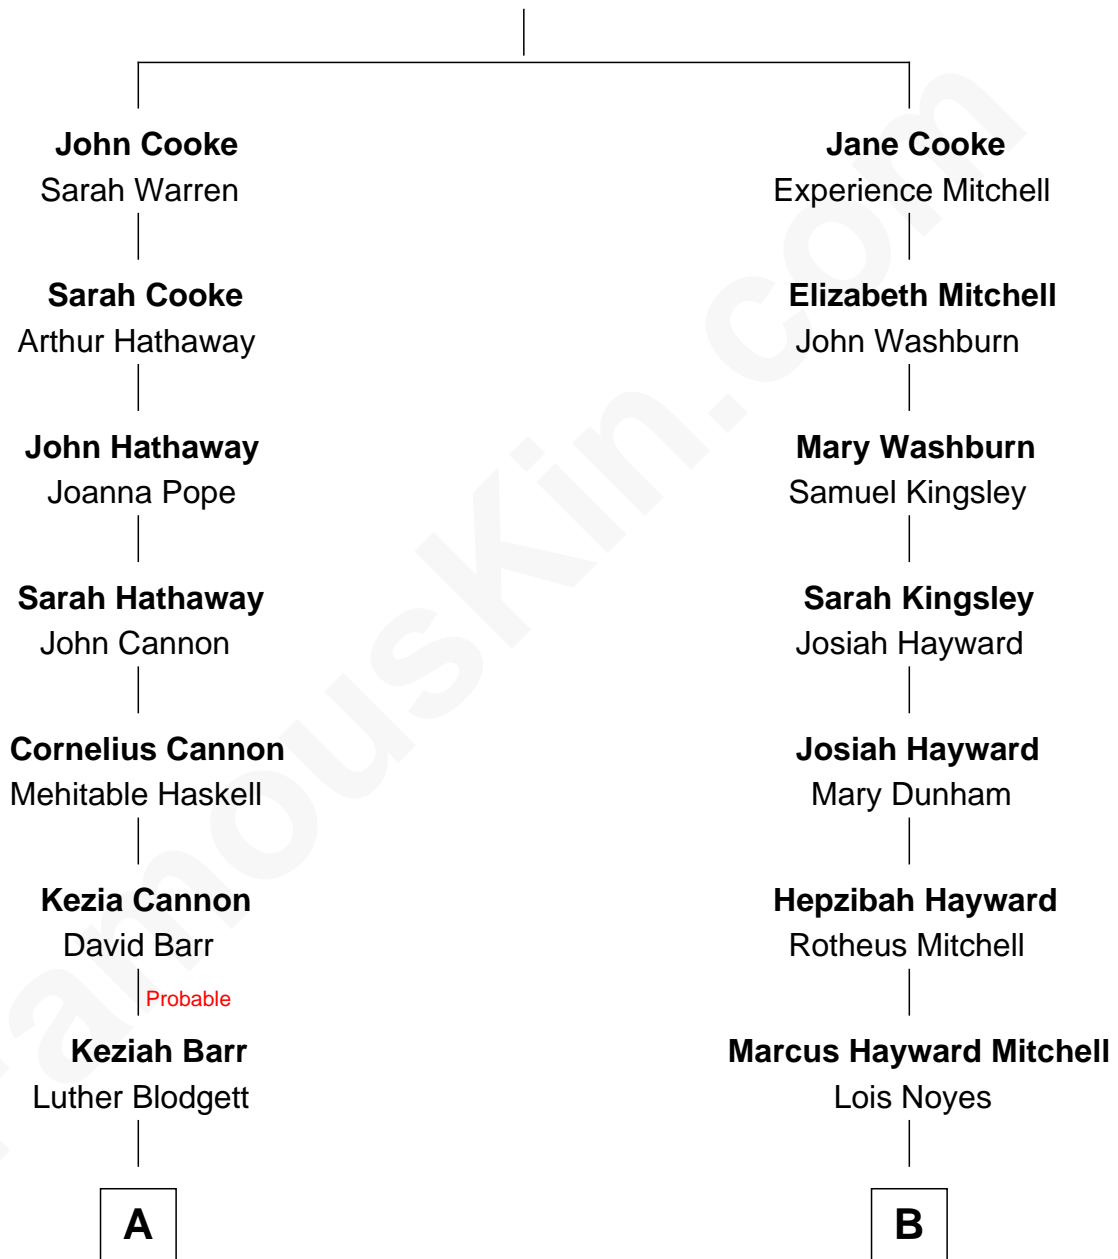 John Cooke
Sarah Warren
Sarah Cooke
Arthur Hathaway
John Hathaway
Joanna Pope
Sarah Hathaway
John Cannon
Cornelius Cannon
Mehitable Haskell
Kezia Cannon
David Barr
Probable
Keziah Barr
Luther Blodgett
A
Jane Cooke
Experience Mitchell
Elizabeth Mitchell
John Washburn
Mary Washburn
Samuel Kingsley
Sarah Kingsley
Josiah Hayward
Josiah Hayward
Mary Dunham
Hepzibah Hayward
Rotheus Mitchell
Marcus Hayward Mitchell
Lois Noyes
B
FamousKin.com